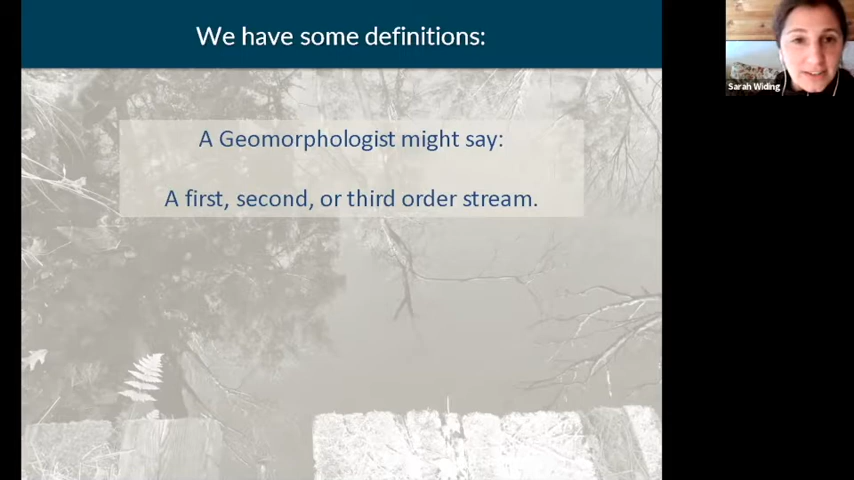 We have some definitions:
A Geomorphologist might say:
A first, second, or third order stream.
Sarah Widing